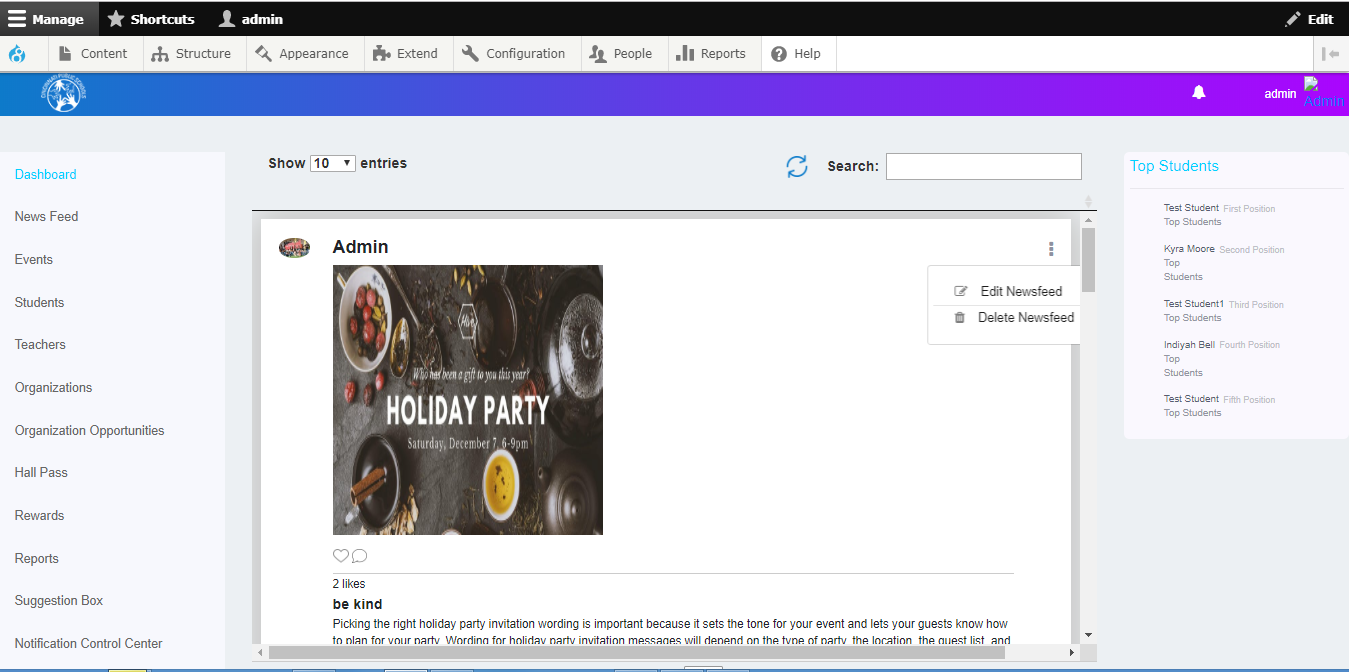 Manage Shortcuts admin Edit
Content Structure Appearance Extend Configuration People Reports Help
admin Admin
Dashboard
News Feed
Events
Students
Teachers
Organizations
Organization Opportunities
Hall Pass
Rewards
Reports
Suggestion Box
Notification Control Center
Show 10 entries
Search:
Admin
Edit Newsfeed
Delete Newsfeed
Hive
Who has been a gift to you this year?
HOLIDAY PARTY
Saturday, December 7, 6-9pm
2 likes
be kind
Picking the right holiday party invitation wording is important because it sets the tone for your event and lets your guests know how
to plan for your party. Wording for holiday party invitation messages will depend on the type of party, the location, the guest list, and
Top Students
Test Student First Position
Top Students
Kyra Moore Second Position
Top
Students
Test Student1 Third Position
Top Students
Indiyah Bell Fourth Position
Top
Students
Test Student Fifth Position
Top Students